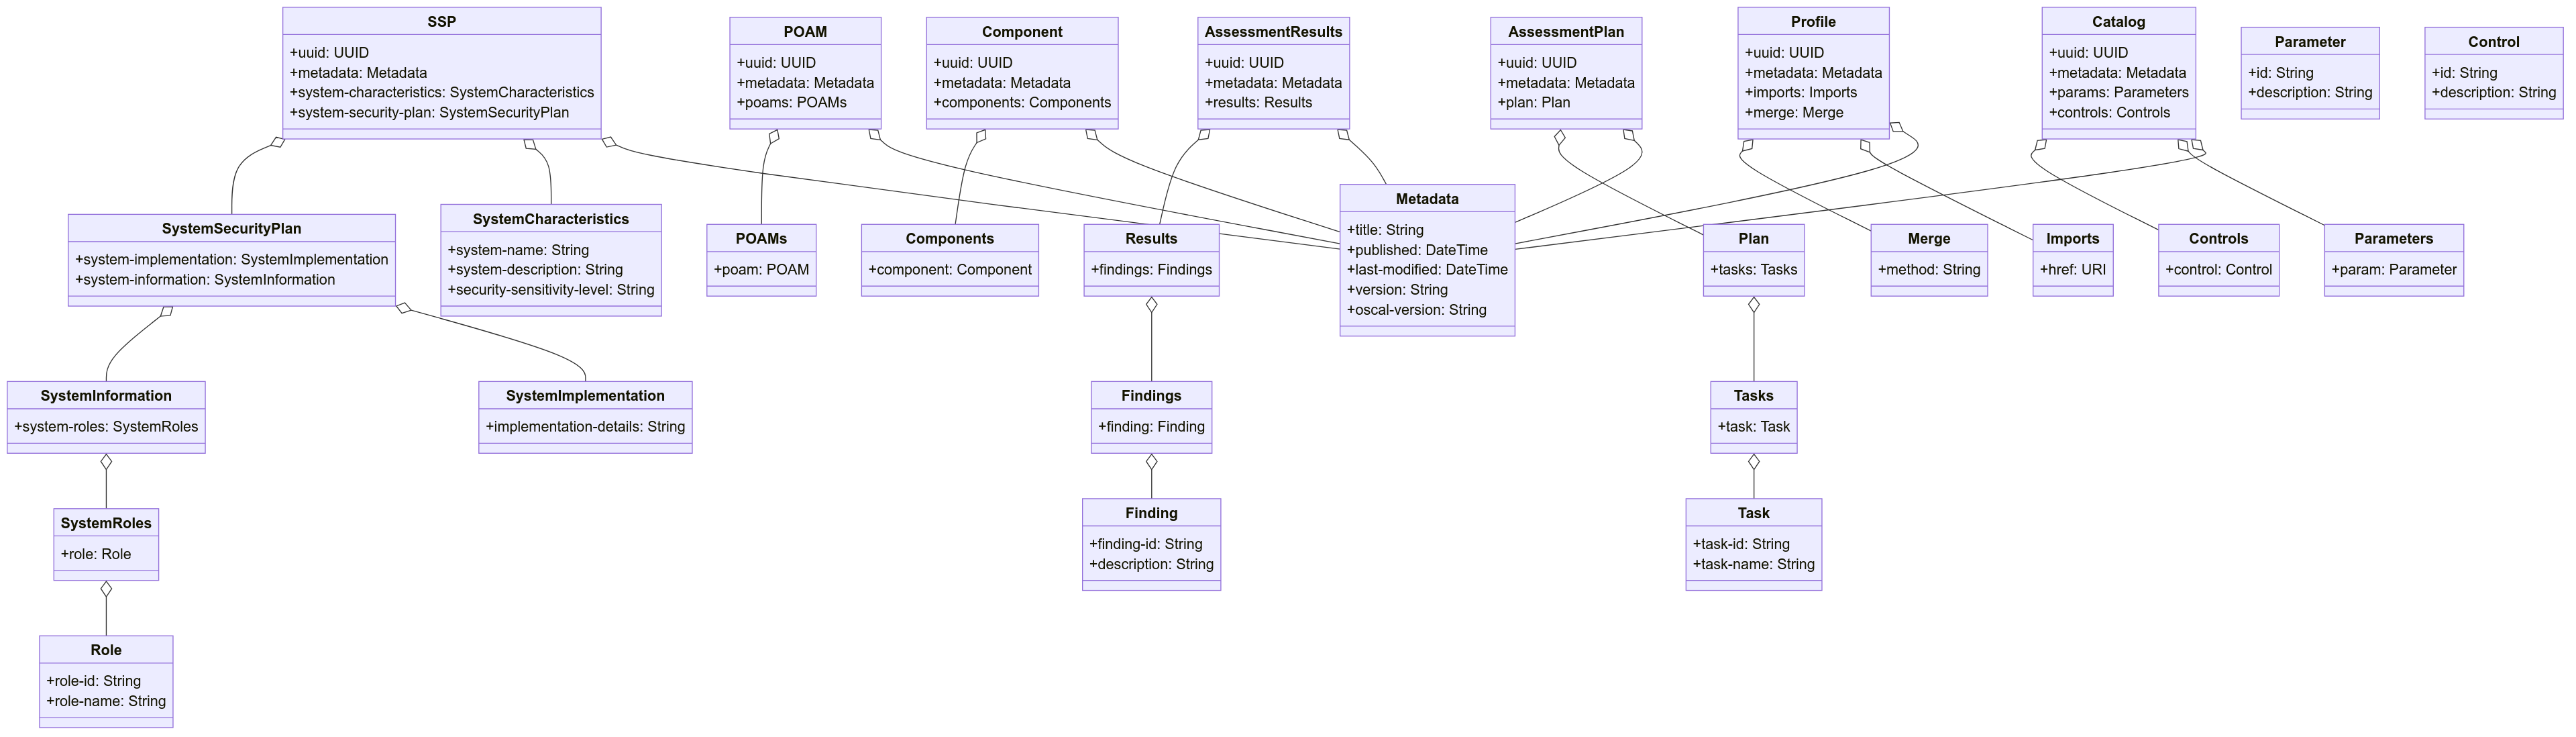 SSP
+uuid: UUID
+metadata: Metadata
+system-characteristics: SystemCharacteristics
+system-security-plan: SystemSecurityPlan
POAM
+uuid: UUID
+metadata: Metadata
+poams: POAMs
Component
+uuid: UUID
+metadata: Metadata
+components: Components
AssessmentResults
+uuid: UUID
+metadata: Metadata
+results: Results
AssessmentPlan
+uuid: UUID
+metadata: Metadata
+plan: Plan
Profile
+uuid: UUID
+metadata: Metadata
+imports: Imports
+merge: Merge
Catalog
+uuid: UUID
+metadata: Metadata
+params: Parameters
+controls: Controls
Parameter
+id: String
+description: String
Control
+id: String
+description: String
SystemSecurityPlan
+system-implementation: SystemImplementation
+system-information: SystemInformation
SystemCharacteristics
+system-name: String
+system-description: String
+security-sensitivity-level: String
POAMs
+poam: POAM
Components
+component: Component
Results
+findings: Findings
Metadata
+title: String
+published: DateTime
+last-modified: DateTime
+version: String
+oscal-version: String
Plan
+tasks: Tasks
Merge
+method: String
Imports
+href: URI
Controls
+control: Control
Parameters
+param: Parameter
SystemInformation
+system-roles: SystemRoles
SystemImplementation
+implementation-details: String
Findings
+finding: Finding
Tasks
+task: Task
SystemRoles
+role: Role
Finding
+finding-id: String
+description: String
Task
+task-id: String
+task-name: String
Role
+role-id: String
+role-name: String